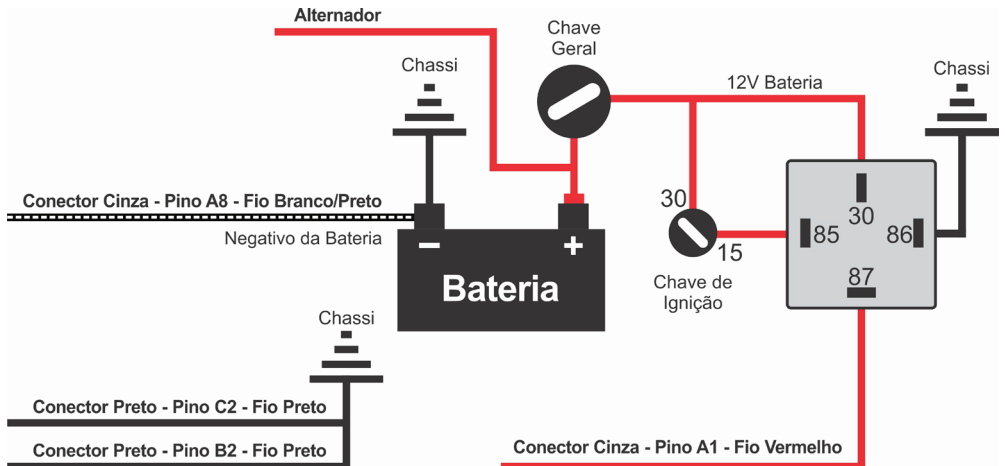 Alternador
Chave
Geral
Chassi
12V Bateria
Chassi
Conector Cinza - Pino A8 - Fio Branco/Preto
Negativo da Bateria
30
15
Chave de
Ignição
30
85
86
87
− +
Bateria
Chassi
Conector Preto - Pino C2 - Fio Preto
Conector Preto - Pino B2 - Fio Preto
Conector Cinza - Pino A1 - Fio Vermelho